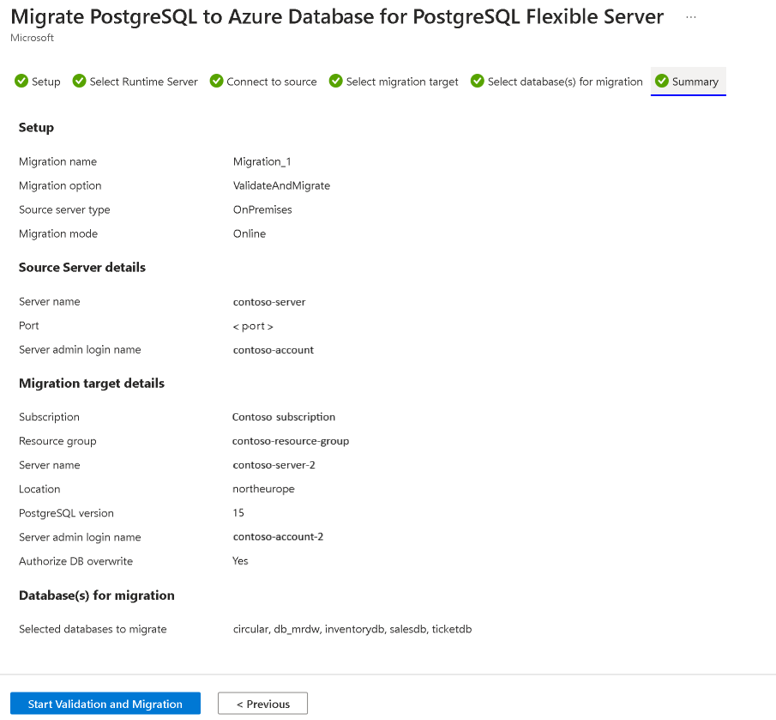 Migrate PostgreSQL to Azure Database for PostgreSQL Flexible Server ...
Microsoft
Setup Select Runtime Server Connect to source Select migration target Select database(s) for migration Summary
Setup
Migration name Migration_1
Migration option ValidateAndMigrate
Source server type OnPremises
Migration mode Online
Source Server details
Server name contoso-server
Port <port>
Server admin login name contoso-account
Migration target details
Subscription Contoso subscription
Resource group contoso-resource-group
Server name contoso-server-2
Location northeurope
PostgreSQL version 15
Server admin login name contoso-account-2
Authorize DB overwrite Yes
Database(s) for migration
Selected databases to migrate circular, db_mrdw, inventorydb, salesdb, ticketdb
Start Validation and Migration < Previous